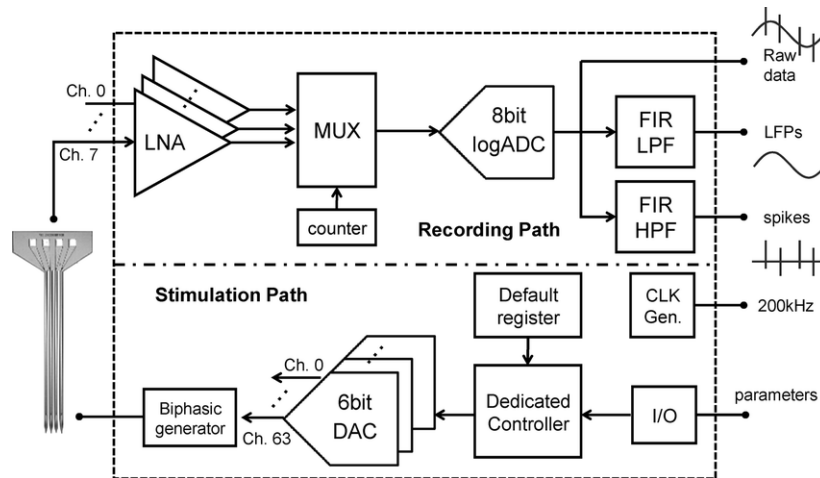 Raw
data
Ch. 0
Ch. 7
LNA
MUX
counter
8bit
logADC
FIR
LPF
LFPs
FIR
HPF
spikes
Recording Path
Stimulation Path
Default
register
CLK
Gen.
200kHz
Ch. 0
Ch. 63
Biphasic
generator
6bit
DAC
Dedicated
Controller
I/O
parameters